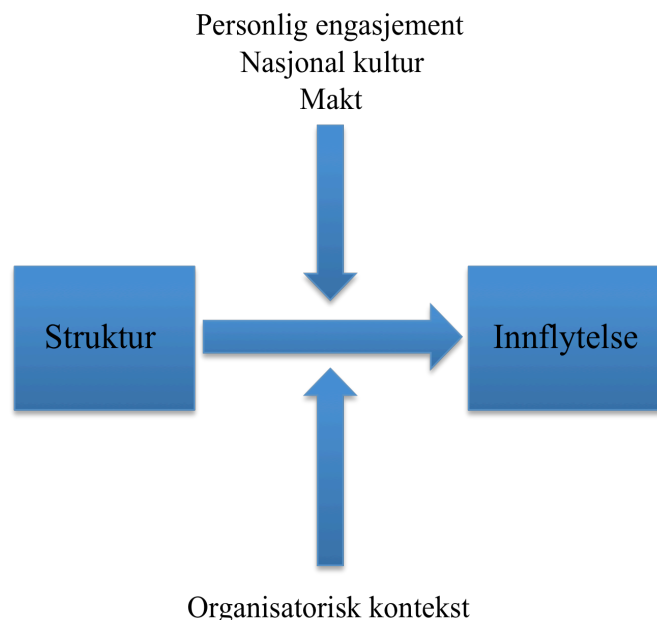 Personlig engasjement
Nasjonal kultur
Makt
Struktur
Innflytelse
Organisatorisk kontekst